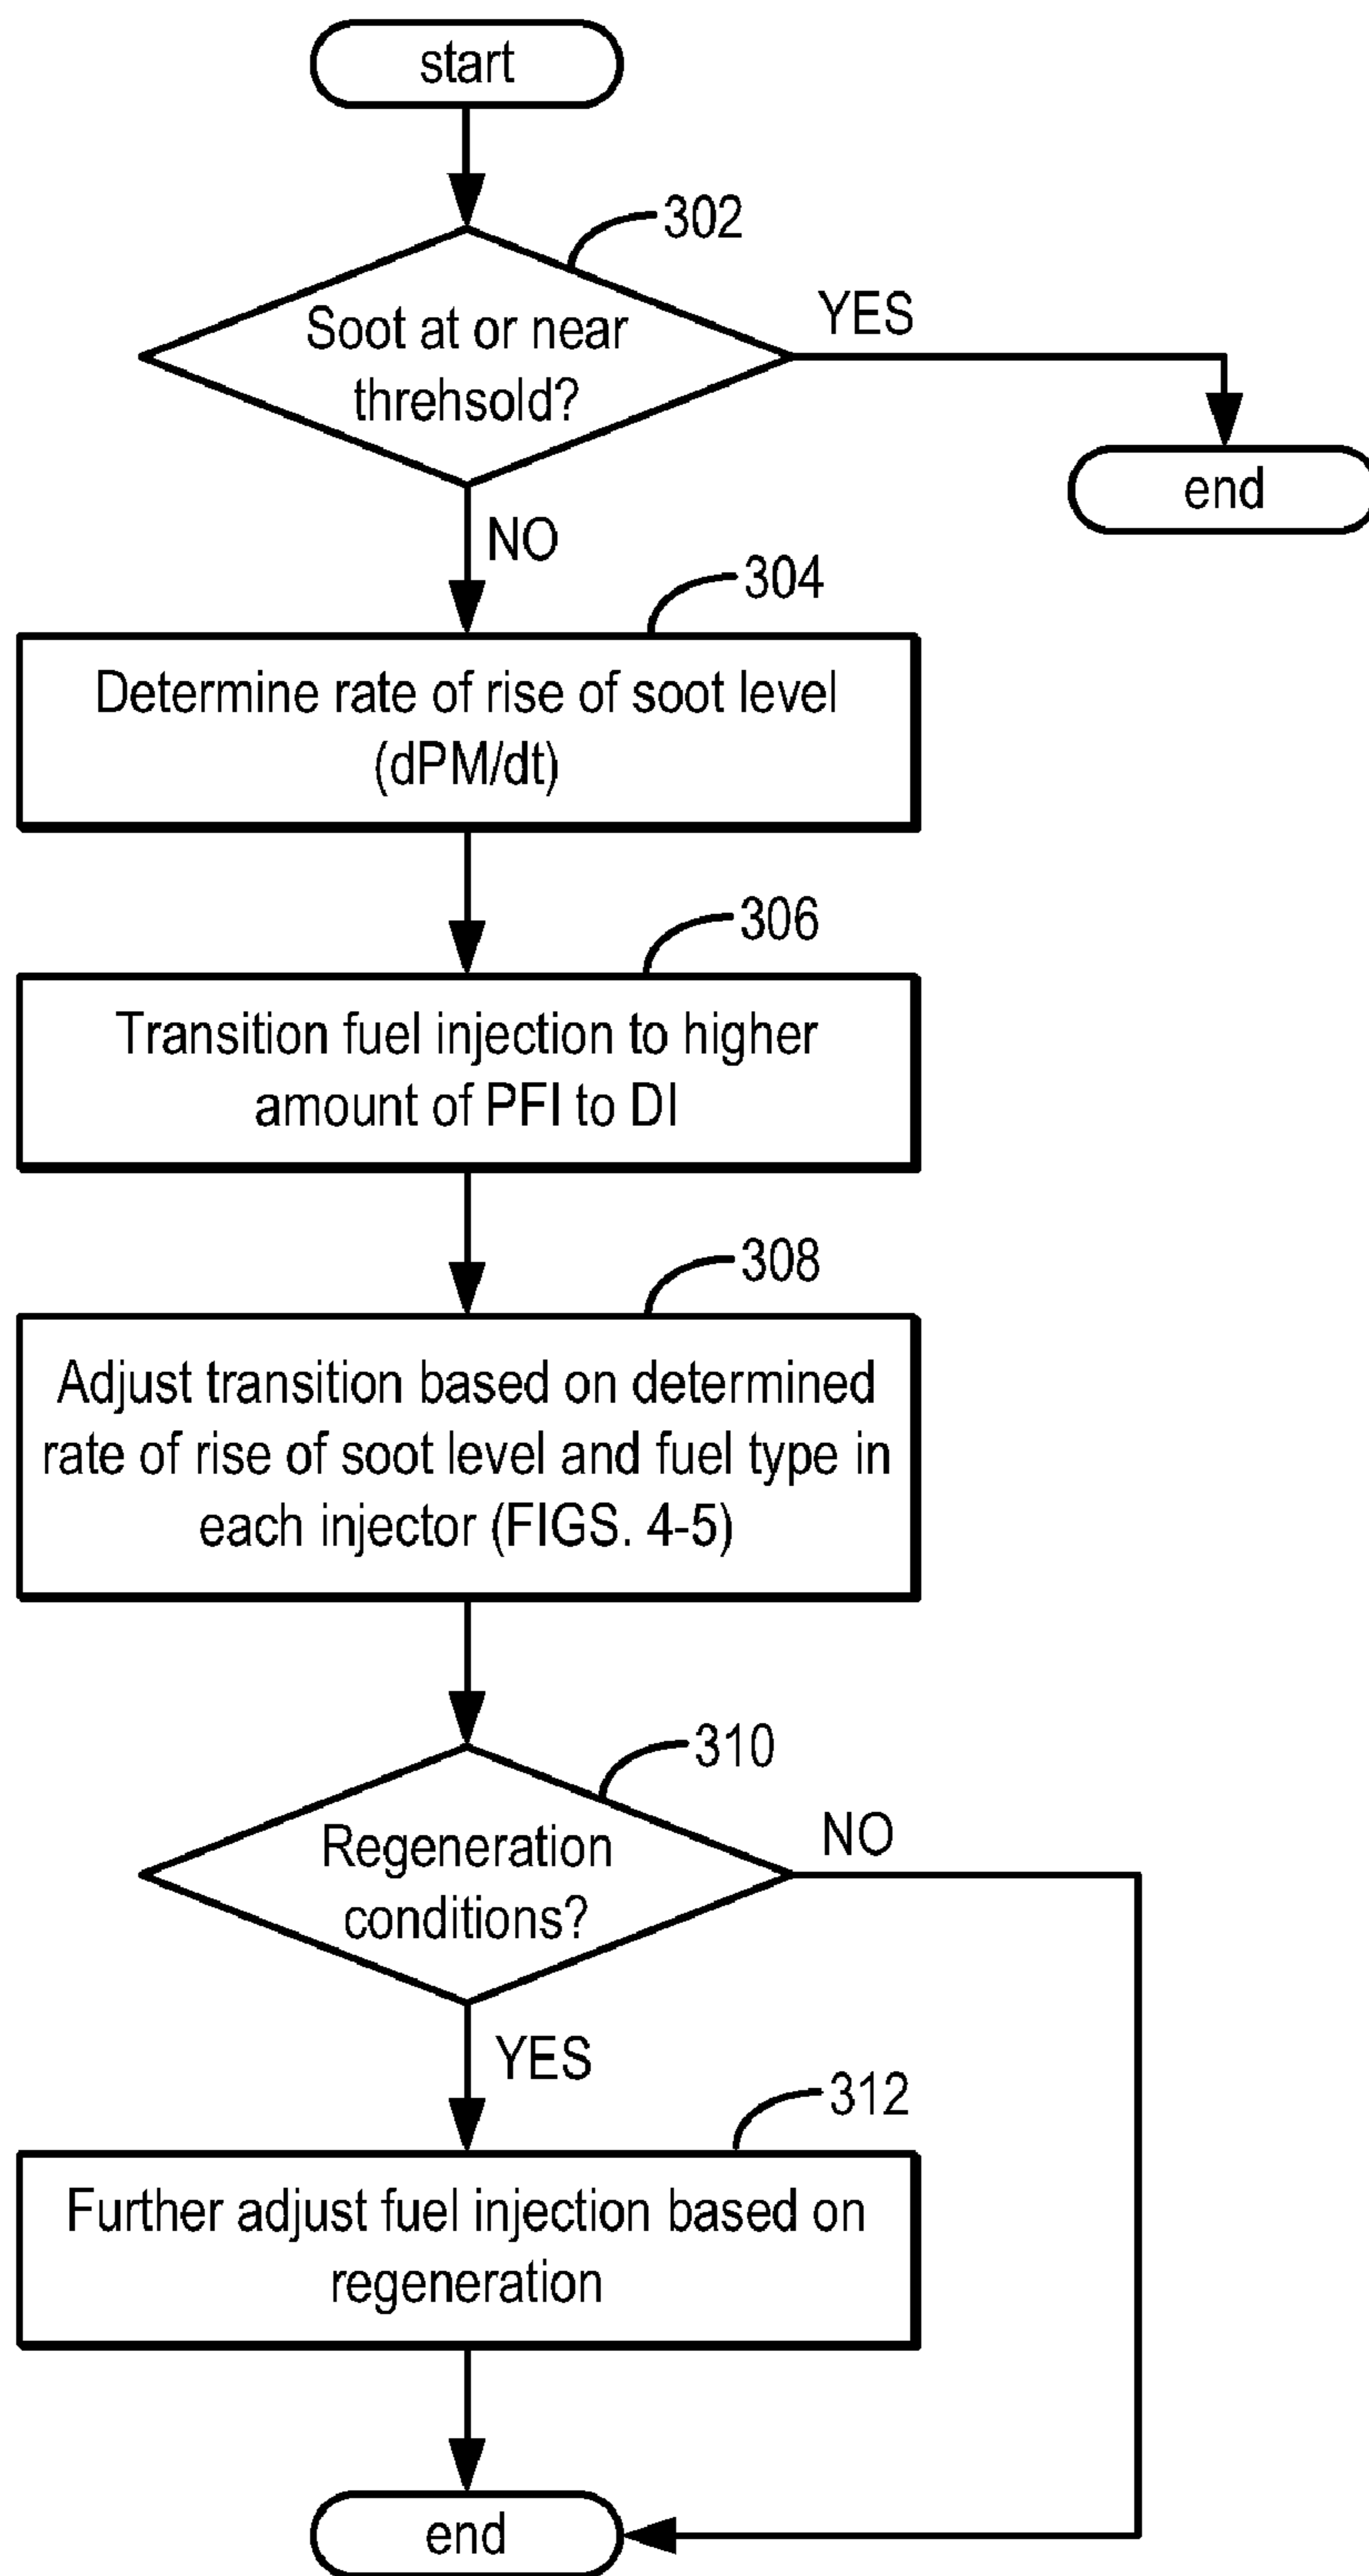 start
302
Soot at or near
threhsold?
YES
end
NO
304
Determine rate of rise of soot level
(dPM/dt)
306
Transition fuel injection to higher
amount of PFI to DI
308
Adjust transition based on determined
rate of rise of soot level and fuel type in
each injector (FIGS. 4-5)
310
Regeneration
conditions?
NO
YES
312
Further adjust fuel injection based on
regeneration
end